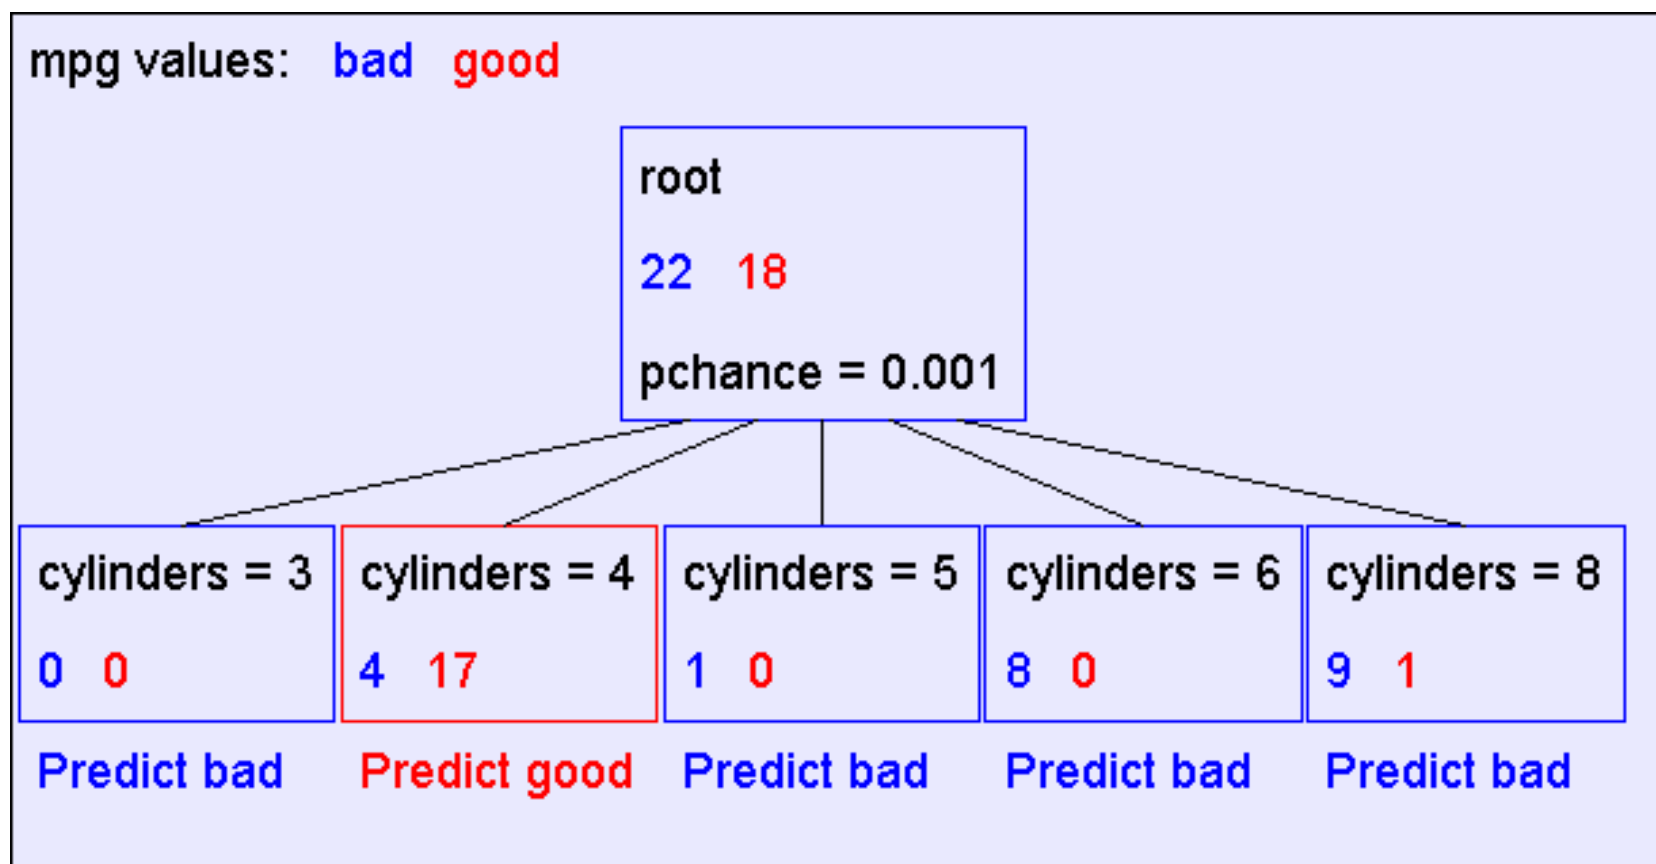 mpg values: bad good
root
22 18
pchance = 0.001
cylinders = 3
0 0
Predict bad
cylinders = 4
4 17
Predict good
cylinders = 5
1 0
Predict bad
cylinders = 6
8 0
Predict bad
cylinders = 8
9 1
Predict bad